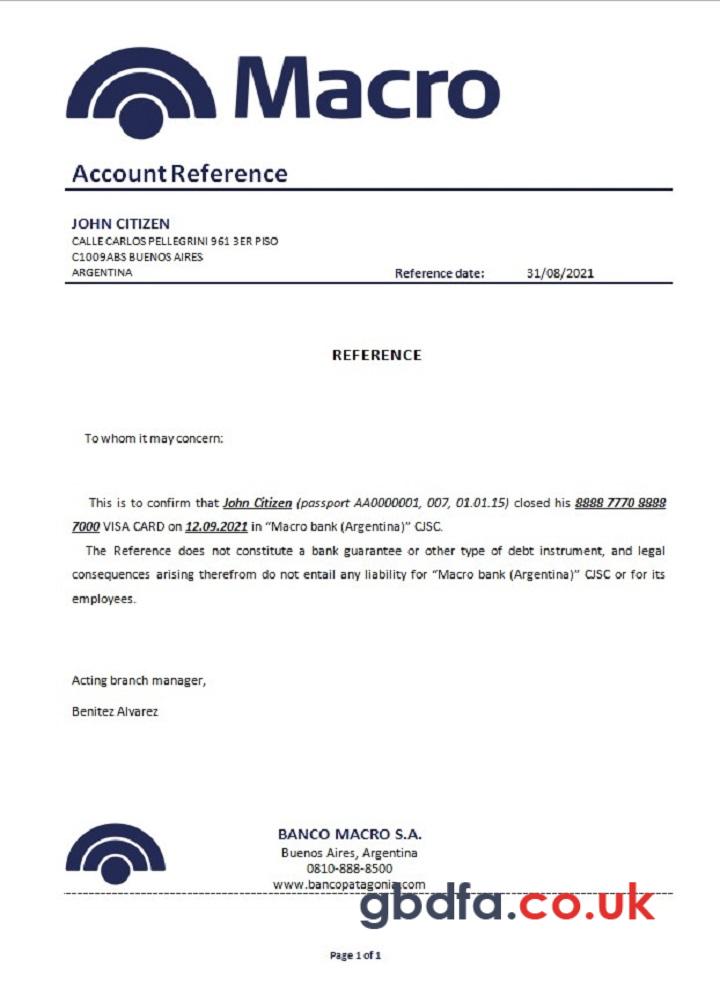 Macro
Account Reference
JOHN CITIZEN
CALLE CARLOS PELLEGRINI 961 3ER PISO
C1009ABS BUENOS AIRES
ARGENTINA
Reference date: 31/08/2021
REFERENCE
To whom it may concern:
This is to confirm that John Citizen (passport AA0000001, 007, 01.01.15) closed his 8888 7770 8888
7000 VISA CARD on 12.09.2021 in “Macro bank (Argentina)” CJSC.
The Reference does not constitute a bank guarantee or other type of debt instrument, and legal
consequences arising therefrom do not entail any liability for “Macro bank (Argentina)” CJSC or for its
employees.
Acting branch manager,
Benitez Alvarez
BANCO MACRO S.A.
Buenos Aires, Argentina
0810-888-8500
www.bancopatagonia.com
gbdfa.co.uk
Page 1 of 1